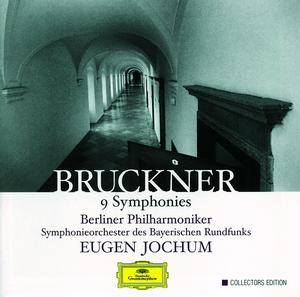 BRUCKNER
9 Symphonies
Berliner Philharmoniker
Symphonieorchester des Bayerischen Rundfunks
EUGEN JOCHUM
Deutsche
Grammophon
COLLECTORS EDITION